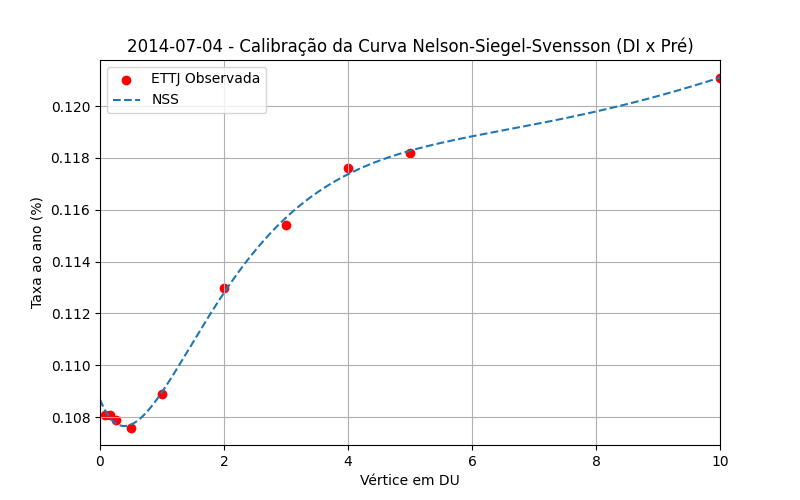 2014-07-04 - Calibração da Curva Nelson-Siegel-Svensson (DI x Pré)
ETTJ Observada
NSS
Taxa ao ano (%)
0.120
0.118
0.116
0.114
0.112
0.110
0.108
0 2 4 6 8 10
Vértice em DU